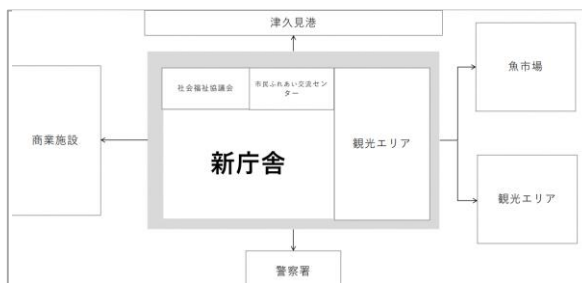 津久見港
社会福祉協議会
市民ふれあい交流セン
ター
魚市場
商業施設
新庁舎
観光エリア
観光エリア
警察署